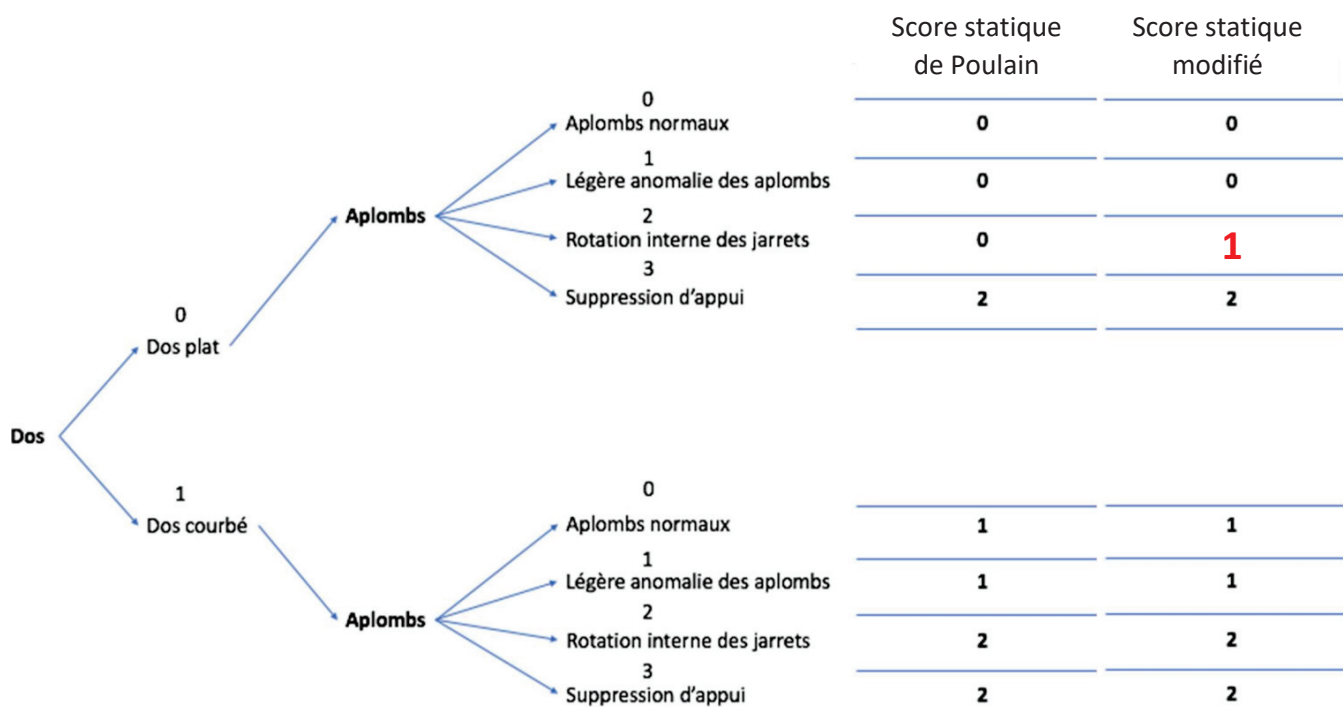 Score statique
de Poulain
Score statique
modifié
0
Aplombs normaux 0 0
1
Légère anomalie des aplombs 0 0
2
Aplombs
Rotation interne des jarrets 0 1
3
Suppression d'appui 2 2
0
Dos plat
Dos
1
Dos courbé
0
Aplombs normaux 1 1
1
Légère anomalie des aplombs 1 1
2
Aplombs
Rotation interne des jarrets 2 2
3
Suppression d'appui 2 2